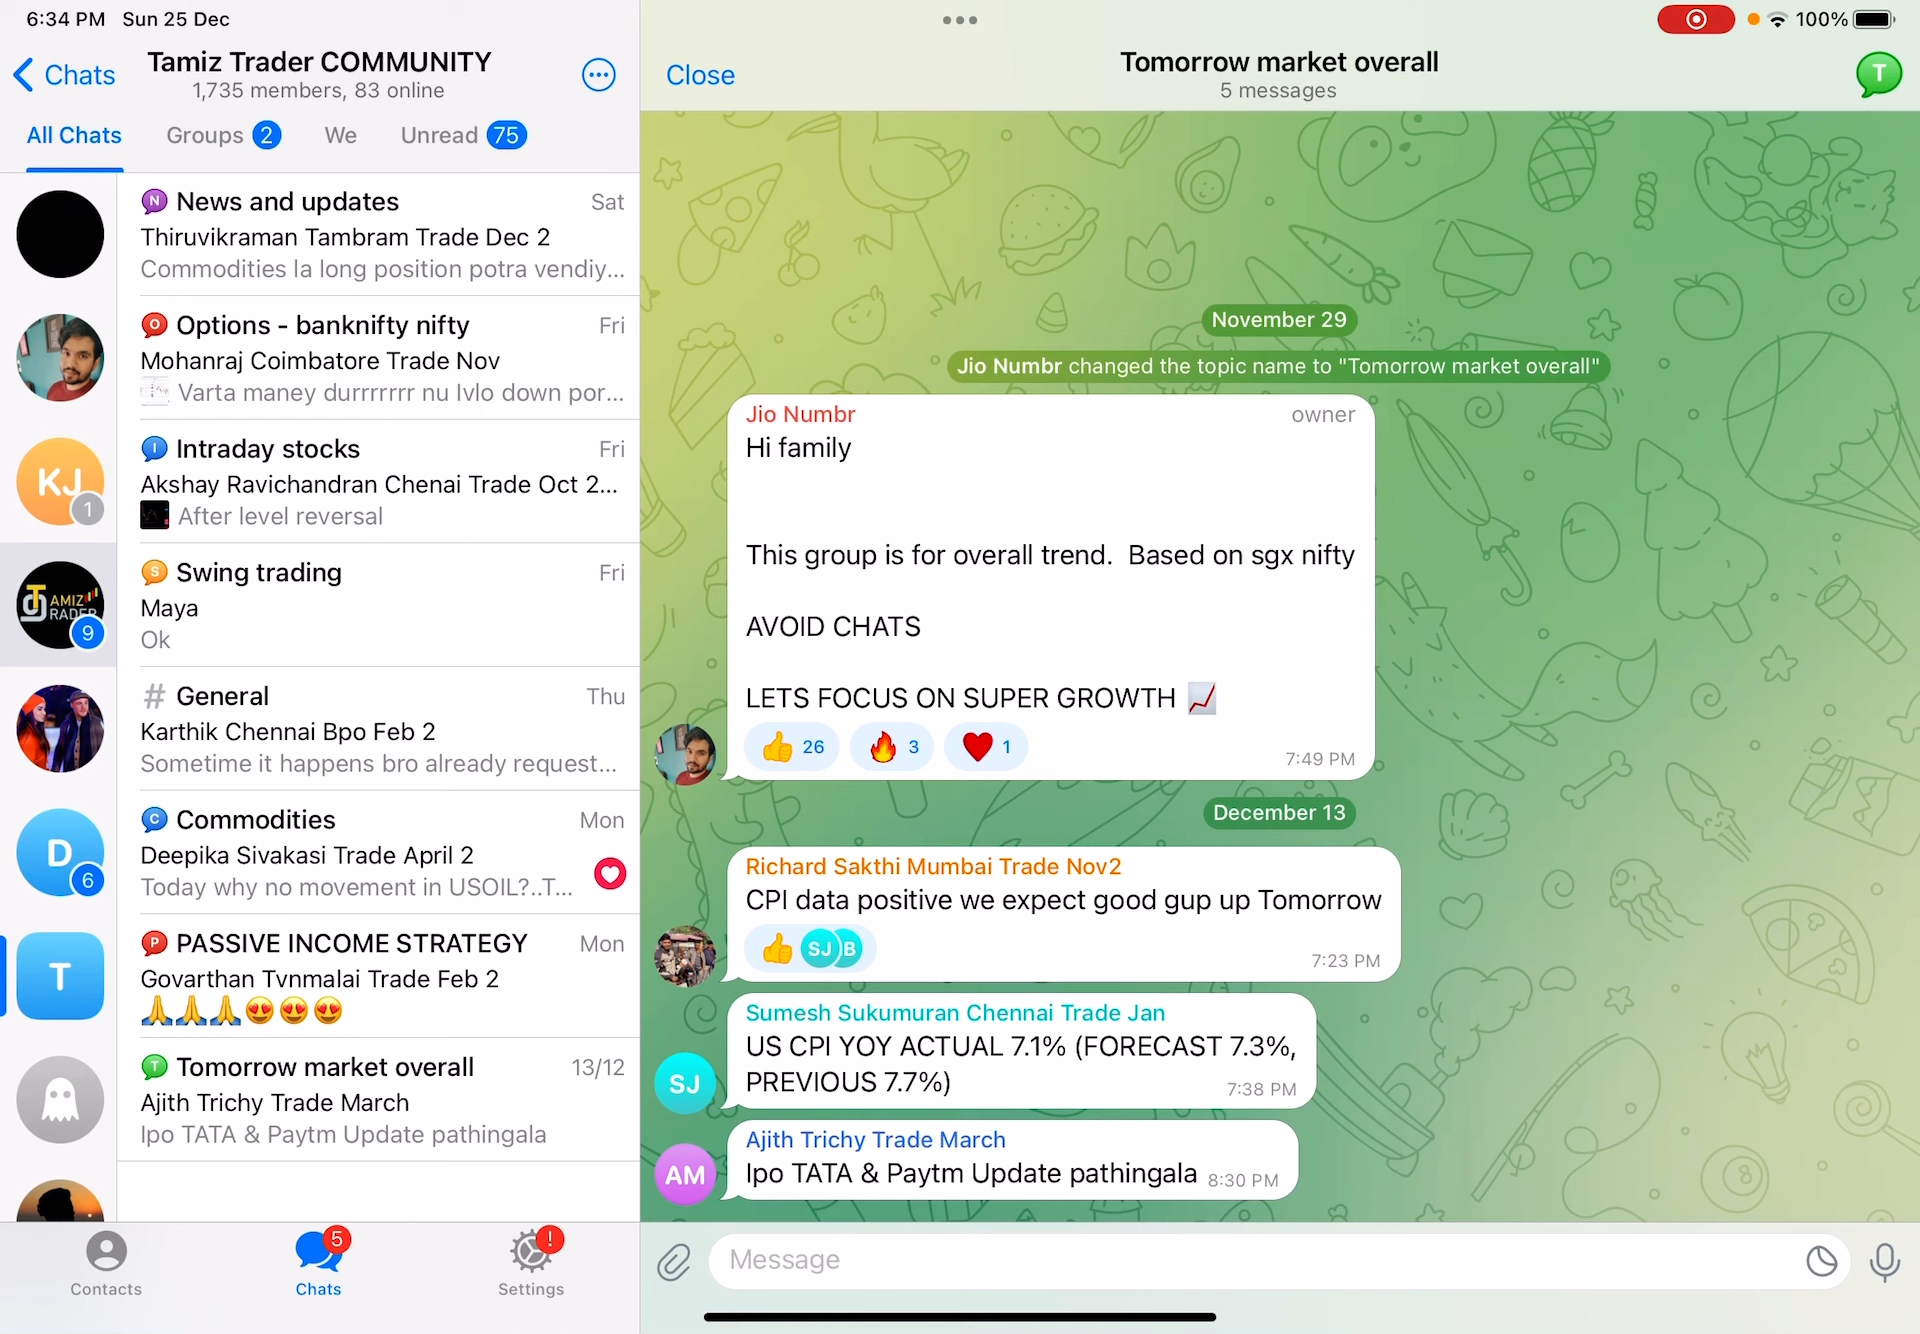 6:34 PM Sun 25 Dec
100%
Chats
Tamiz Trader COMMUNITY
1,735 members, 83 online
All Chats
Groups 2
We
Unread 75
N News and updates Sat
Thiruvikraman Tambram Trade Dec 2
Commodities la long position potra vendiy...
O Options - banknifty nifty Fri
Mohanraj Coimbatore Trade Nov
Varta maney durrrrrrr nu lvlo down por...
KJ
1
I Intraday stocks Fri
Akshay Ravichandran Chenai Trade Oct 2...
After level reversal
TAMIZ
TRADER
9
S Swing trading Fri
Maya
Ok
# General Thu
Karthik Chennai Bpo Feb 2
Sometime it happens bro already request...
D
6
C Commodities Mon
Deepika Sivakasi Trade April 2
Today why no movement in USOIL?..T...
T
P PASSIVE INCOME STRATEGY Mon
Govarthan Tvnmalai Trade Feb 2
🙏🙏🙏😍😍😍
T Tomorrow market overall 13/12
Ajith Trichy Trade March
Ipo TATA & Paytm Update pathingala
Contacts
5
Chats
!
Settings
Close
Tomorrow market overall
5 messages
T
November 29
Jio Numbr changed the topic name to "Tomorrow market overall"
Jio Numbr owner
Hi family
This group is for overall trend. Based on sgx nifty
AVOID CHATS
LETS FOCUS ON SUPER GROWTH 📈
👍 26 🔥 3 ❤️ 1
7:49 PM
December 13
Richard Sakthi Mumbai Trade Nov2
CPI data positive we expect good gup up Tomorrow
👍 SJ B
7:23 PM
Sumesh Sukumuran Chennai Trade Jan
US CPI YOY ACTUAL 7.1% (FORECAST 7.3%,
PREVIOUS 7.7%)
7:38 PM
SJ
Ajith Trichy Trade March
Ipo TATA & Paytm Update pathingala 8:30 PM
AM
Message